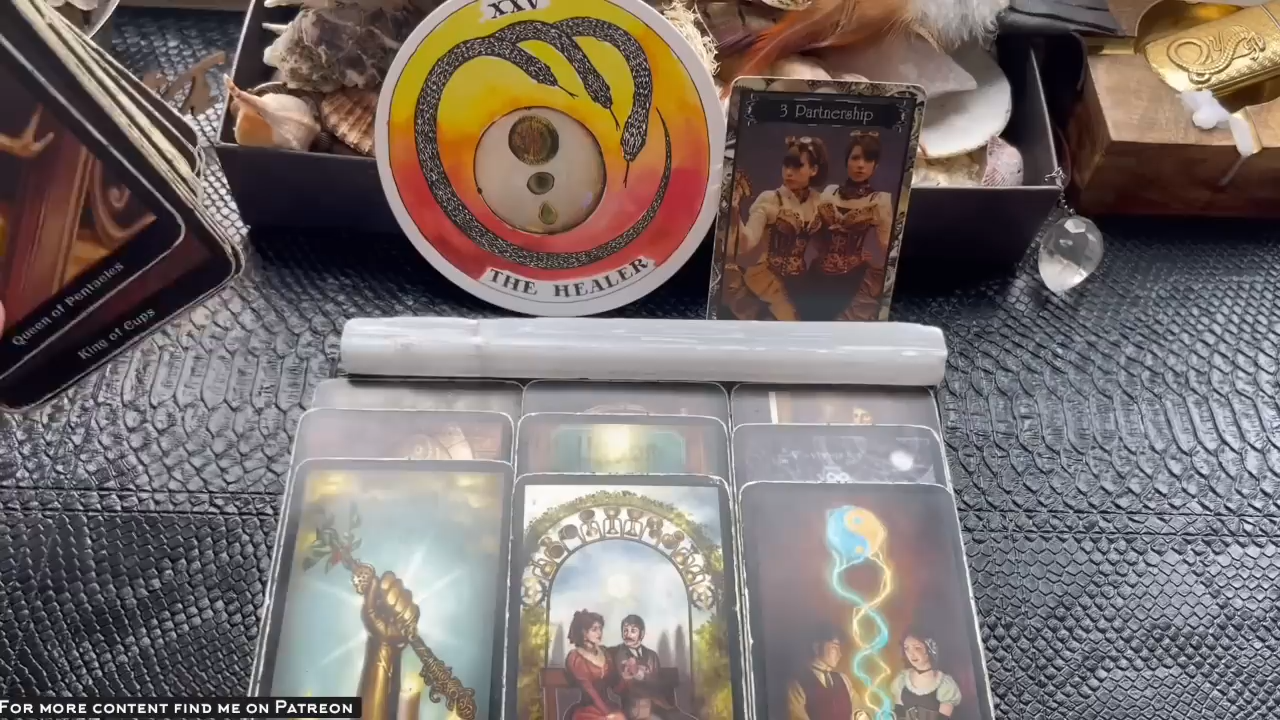 XXV
THE HEALER
3 Partnership
Queen of Pentacles
King of Cups
FOR MORE CONTENT FIND ME ON PATREON